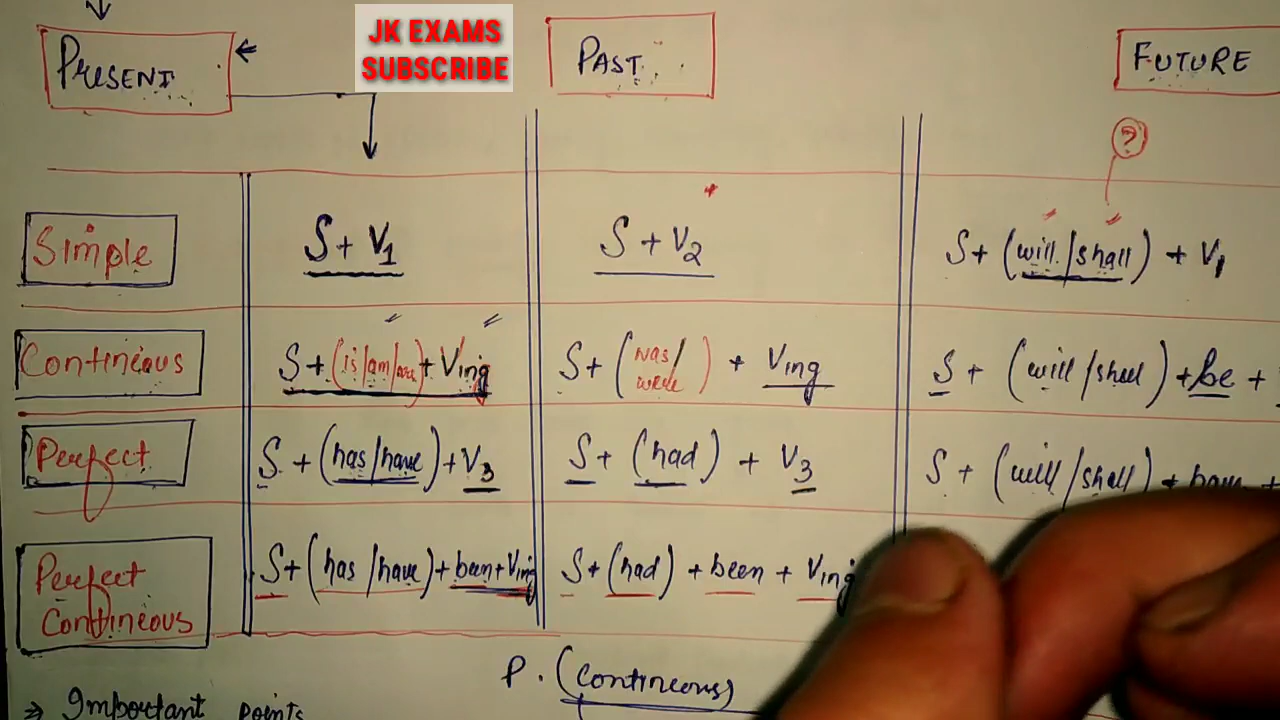 JK EXAMS
SUBSCRIBE
PRESENT
PAST
FUTURE
?
Simple
S + V1
S + V2
S + (will/shall) + V1
Contineous
S + (is/am/are) + Ving
S + (was/were) + Ving
S + (will/shall) + be +
Perfect
S + (has/have) + V3
S + (had) + V3
S + (will/shall) + have +
Perfect
Contineous
S + (has/have) + been + Ving
S + (had) + been + Ving
P. (contineous)
⇒ Important points